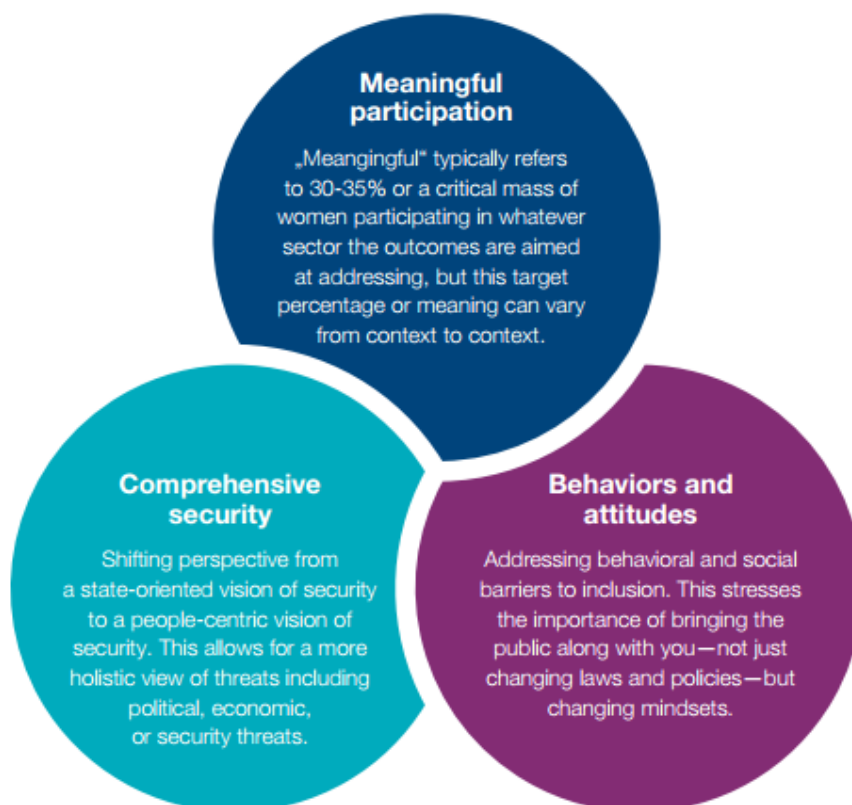 Meaningful
participation
„Meangingful“ typically refers
to 30-35% or a critical mass of
women participating in whatever
sector the outcomes are aimed
at addressing, but this target
percentage or meaning can vary
from context to context.
Comprehensive
security
Shifting perspective from
a state-oriented vision of security
to a people-centric vision of
security. This allows for a more
holistic view of threats including
political, economic,
or security threats.
Behaviors and
attitudes
Addressing behavioral and social
barriers to inclusion. This stresses
the importance of bringing the
public along with you—not just
changing laws and policies—but
changing mindsets.